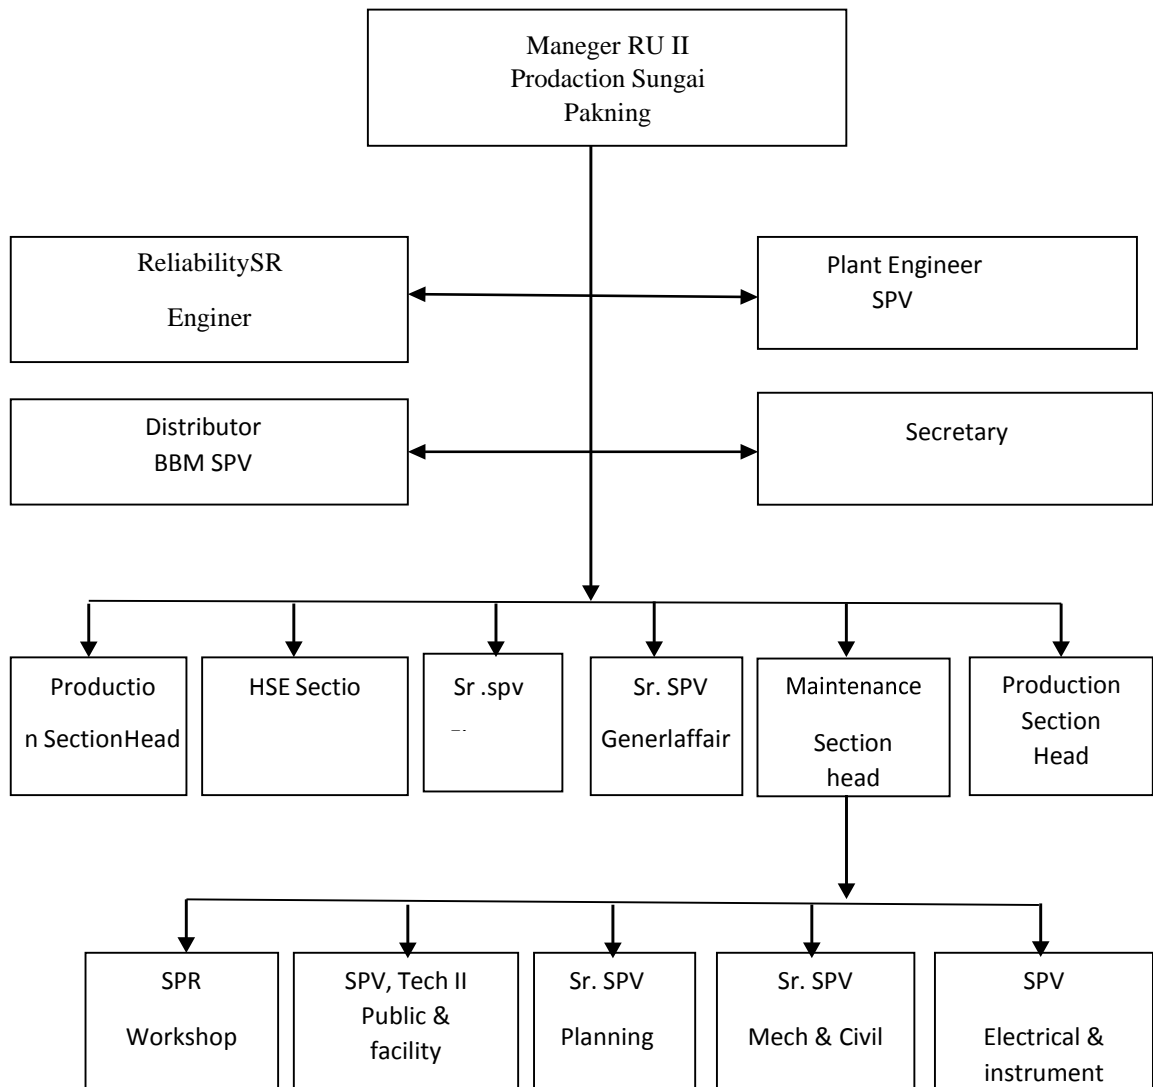 Maneger RU II
Prodaction Sungai
Pakning
ReliabilitySR
Enginer
Plant Engineer
SPV
Distributor
BBM SPV
Secretary
Productio
n SectionHead
HSE Sectio
Sr .spv
Sr. SPV
Generlaffair
Maintenance
Section
head
Production
Section
Head
SPR
Workshop
SPV, Tech II
Public &
facility
Sr. SPV
Planning
Sr. SPV
Mech & Civil
SPV
Electrical &
instrument